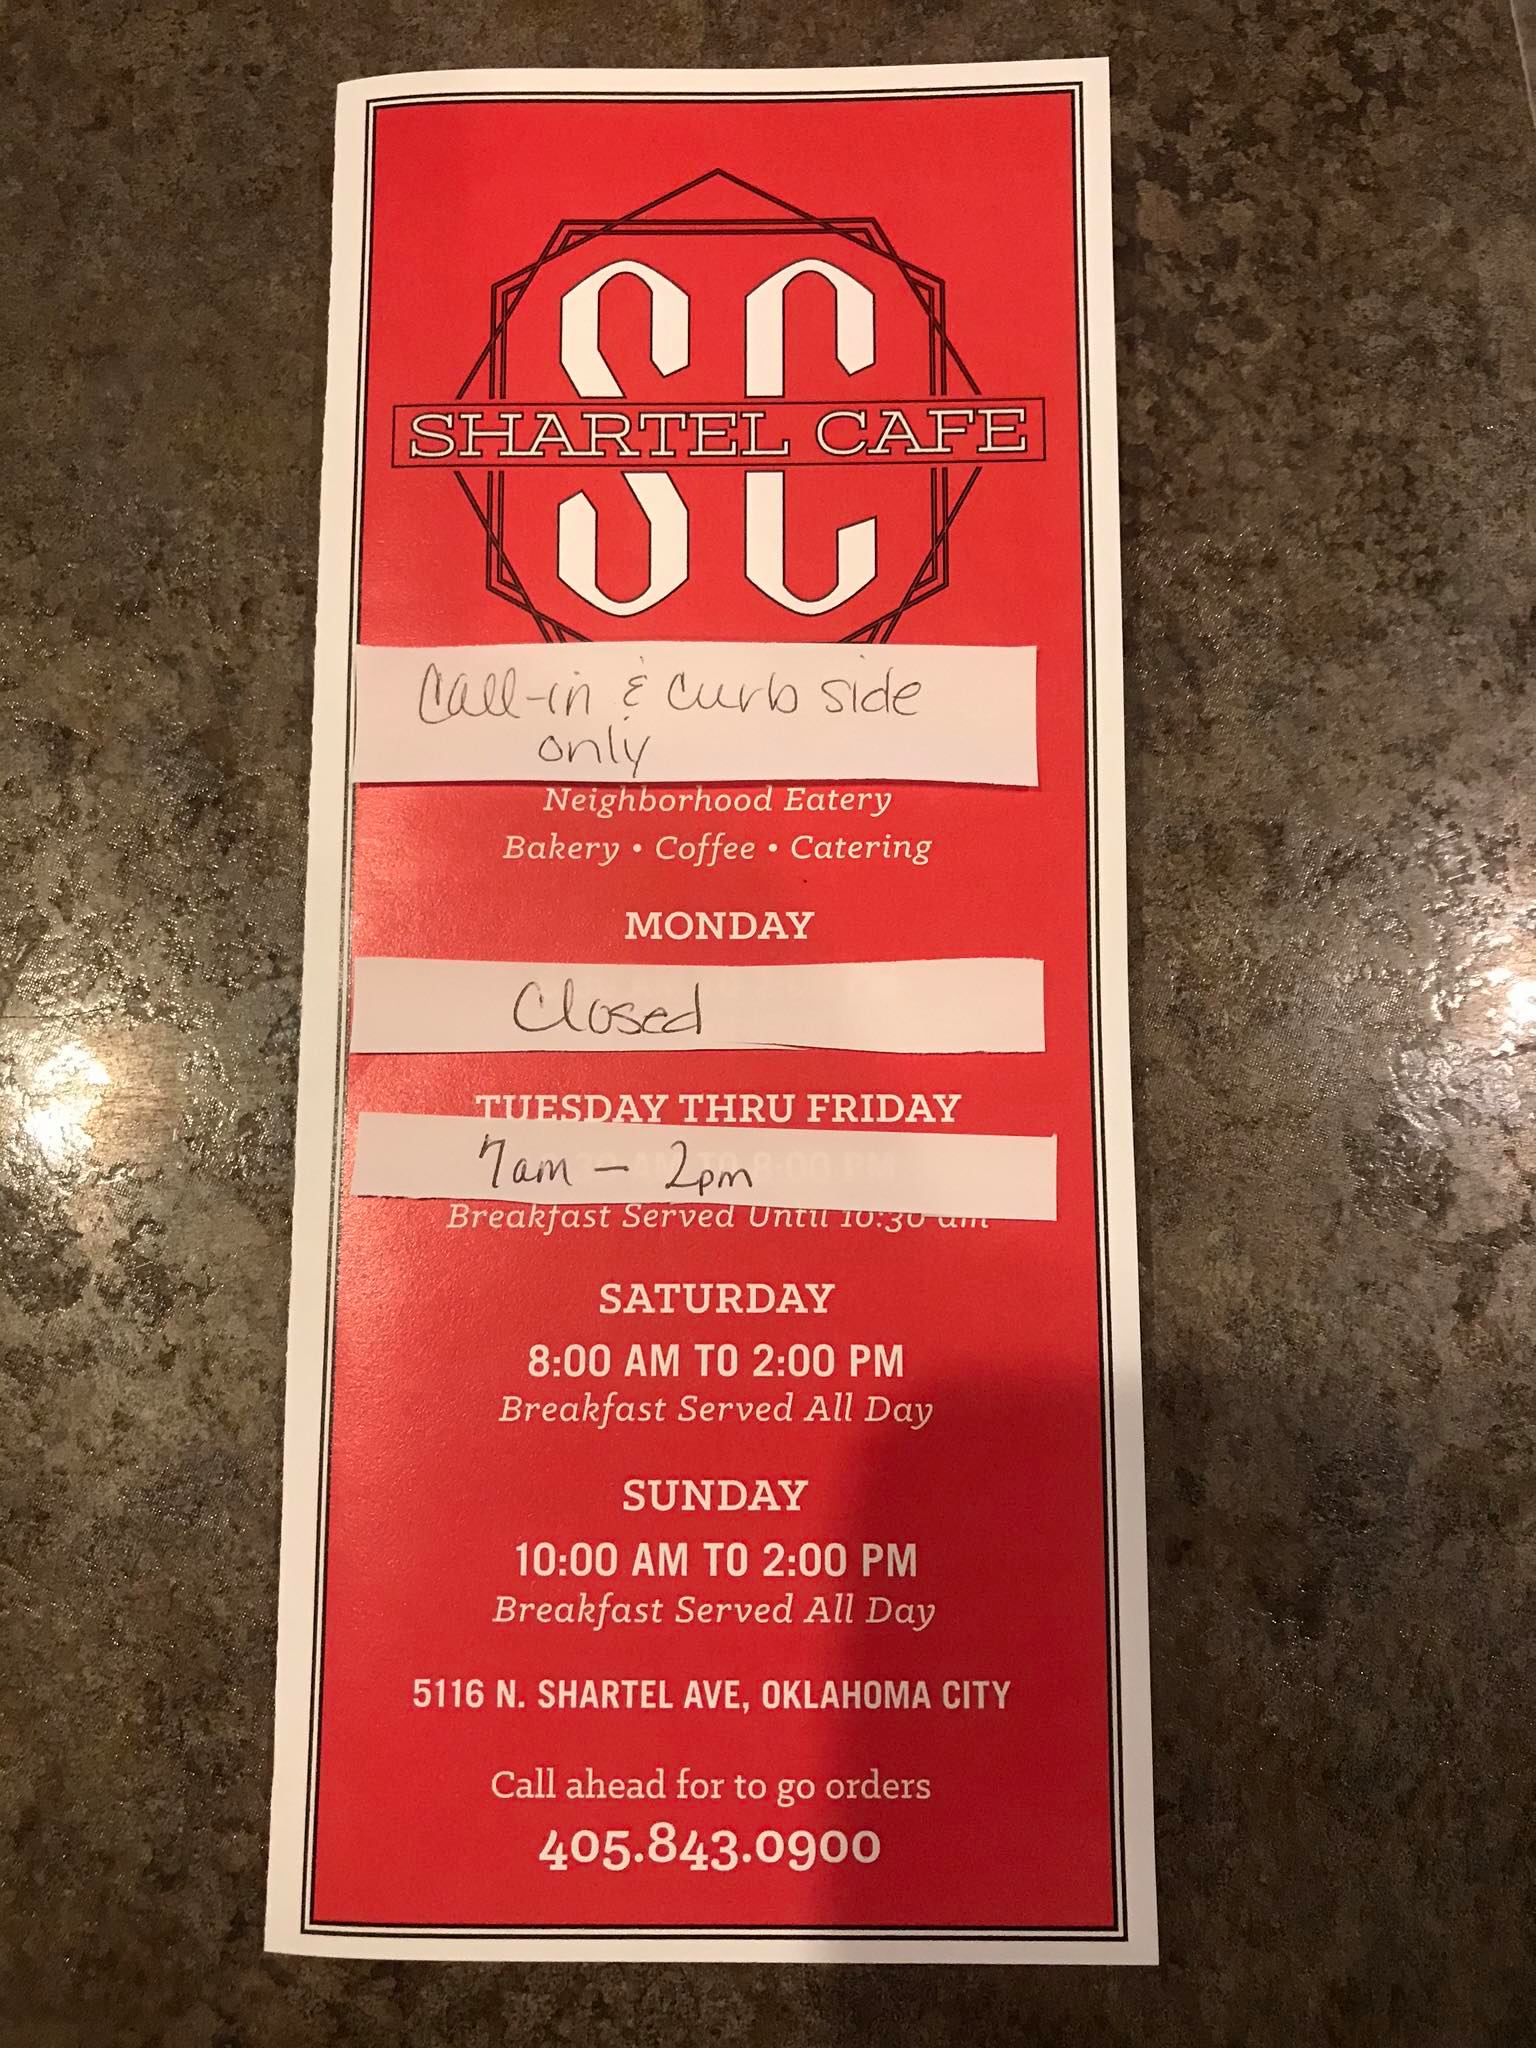 SC
SHARTEL CAFE
Call-in & curb side
only
Neighborhood Eatery
Bakery • Coffee • Catering
MONDAY
Closed
TUESDAY THRU FRIDAY
7am - 2pm
Breakfast Served Until 10:30 am
SATURDAY
8:00 AM TO 2:00 PM
Breakfast Served All Day
SUNDAY
10:00 AM TO 2:00 PM
Breakfast Served All Day
5116 N. SHARTEL AVE, OKLAHOMA CITY
Call ahead for to go orders
405.843.0900